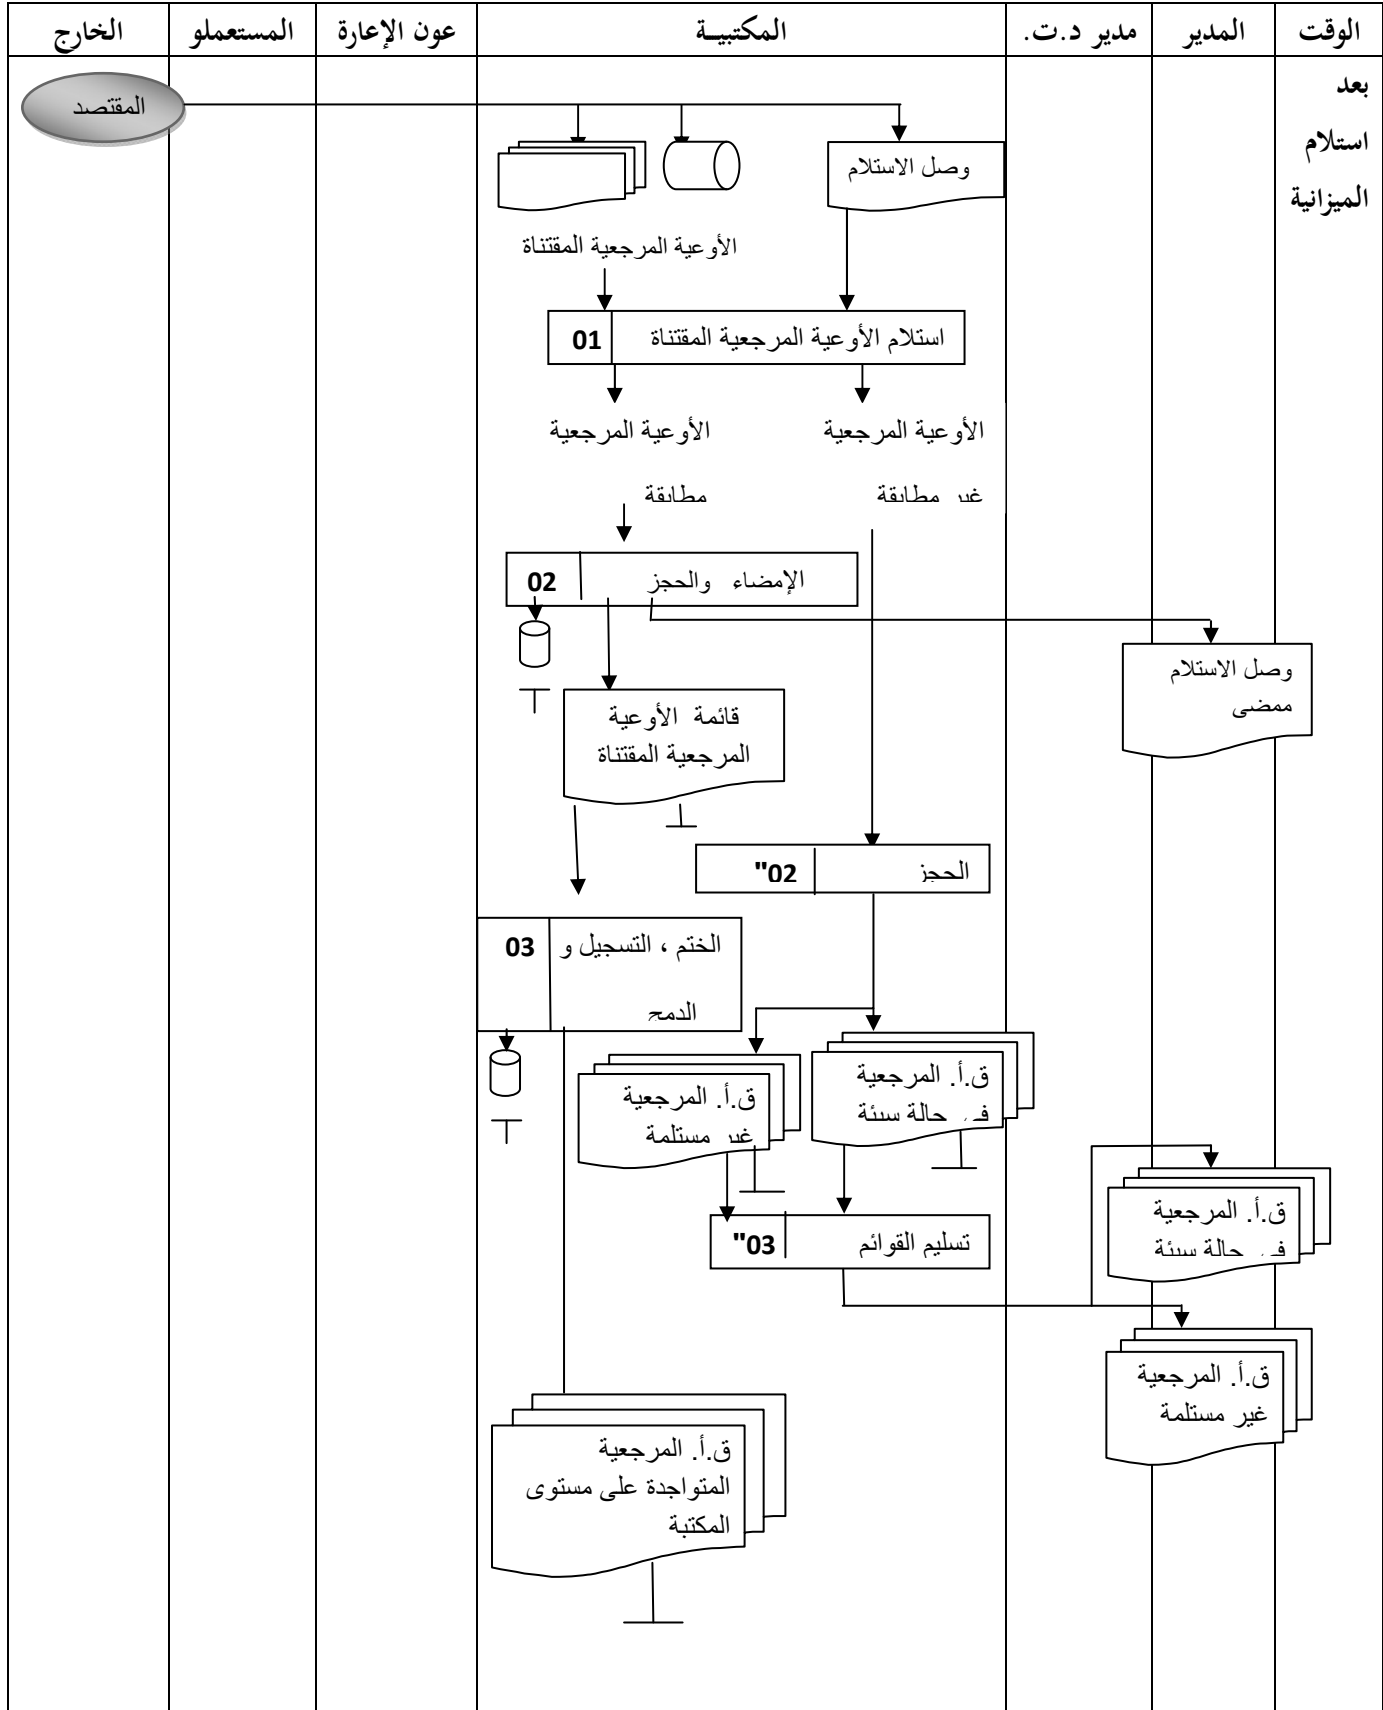 الوقت
المدير
مدير د.ت.
المكتبيــة
عون الإعارة
المستعملو
الخارج
بعد
استلام
الميزانية
المقتصد
وصل الاستلام
الأوعية المرجعية المقتناة
استلام الأوعية المرجعية المقتناة 01
الأوعية المرجعية
غير مطابقة
الأوعية المرجعية
مطابقة
الإمضاء والحجز 02
وصل الاستلام
ممضى
قائمة الأوعية
المرجعية المقتناة
الحجز 02"
الختم ، التسجيل و 03
الدمج
ق.أ. المرجعية
في حالة سيئة
ق.أ. المرجعية
غير مستلمة
تسليم القوائم 03"
ق.أ. المرجعية
في حالة سيئة
ق.أ. المرجعية
غير مستلمة
ق.أ. المرجعية
المتواجدة على مستوى
المكتبة